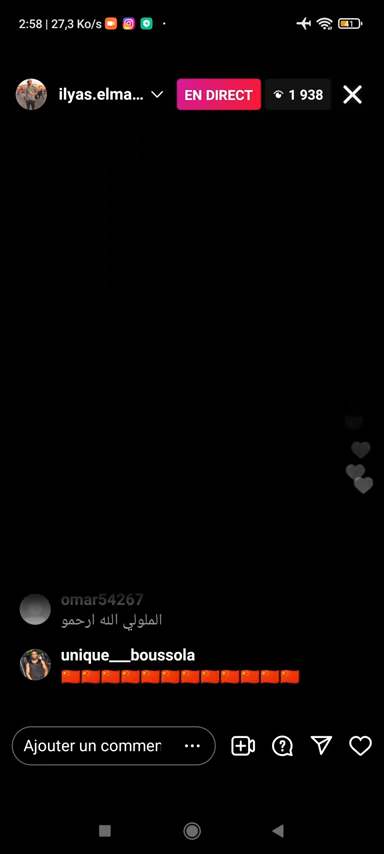 2:58 | 27,3 Ko/s
41
ilyas.elma...
EN DIRECT
1 938
omar54267
الملولي الله ارحمو
unique___boussola
🇨🇳🇨🇳🇨🇳🇨🇳🇨🇳🇨🇳🇨🇳🇨🇳🇨🇳🇨🇳🇨🇳🇨🇳
Ajouter un commen